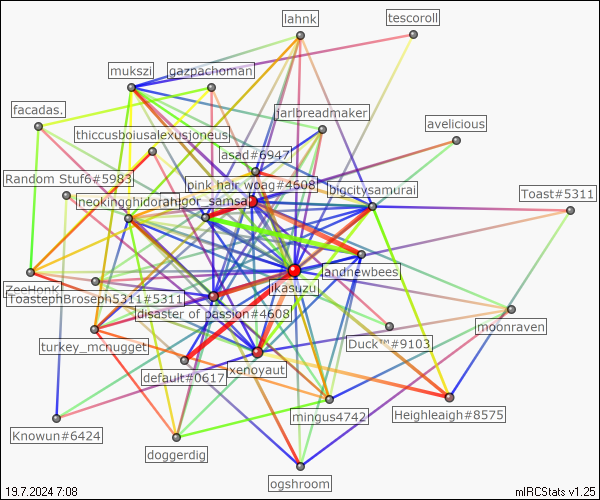 lahnk
tescoroll
mukszi
gazpachoman
facadas.
jarlbreadmaker
avelicious
thiccusboiusalexusjoneus
asad#6947
Random Stuf6#5983
pink hair woag#4608
bigcitysamurai
Toast#5311
neokingghidorah
gregor_samsa
ZeeHenk
ToastephBroseph5311#5311
ikasuzu
andnewbees
disaster of passion#4608
moonraven
turkey_mcnugget
Duck™#9103
default#0617
xenoyaut
mingus4742
Heighleaigh#8575
Knowun#6424
doggerdig
ogshroom
19.7.2024 7:08
mIRCStats v1.25